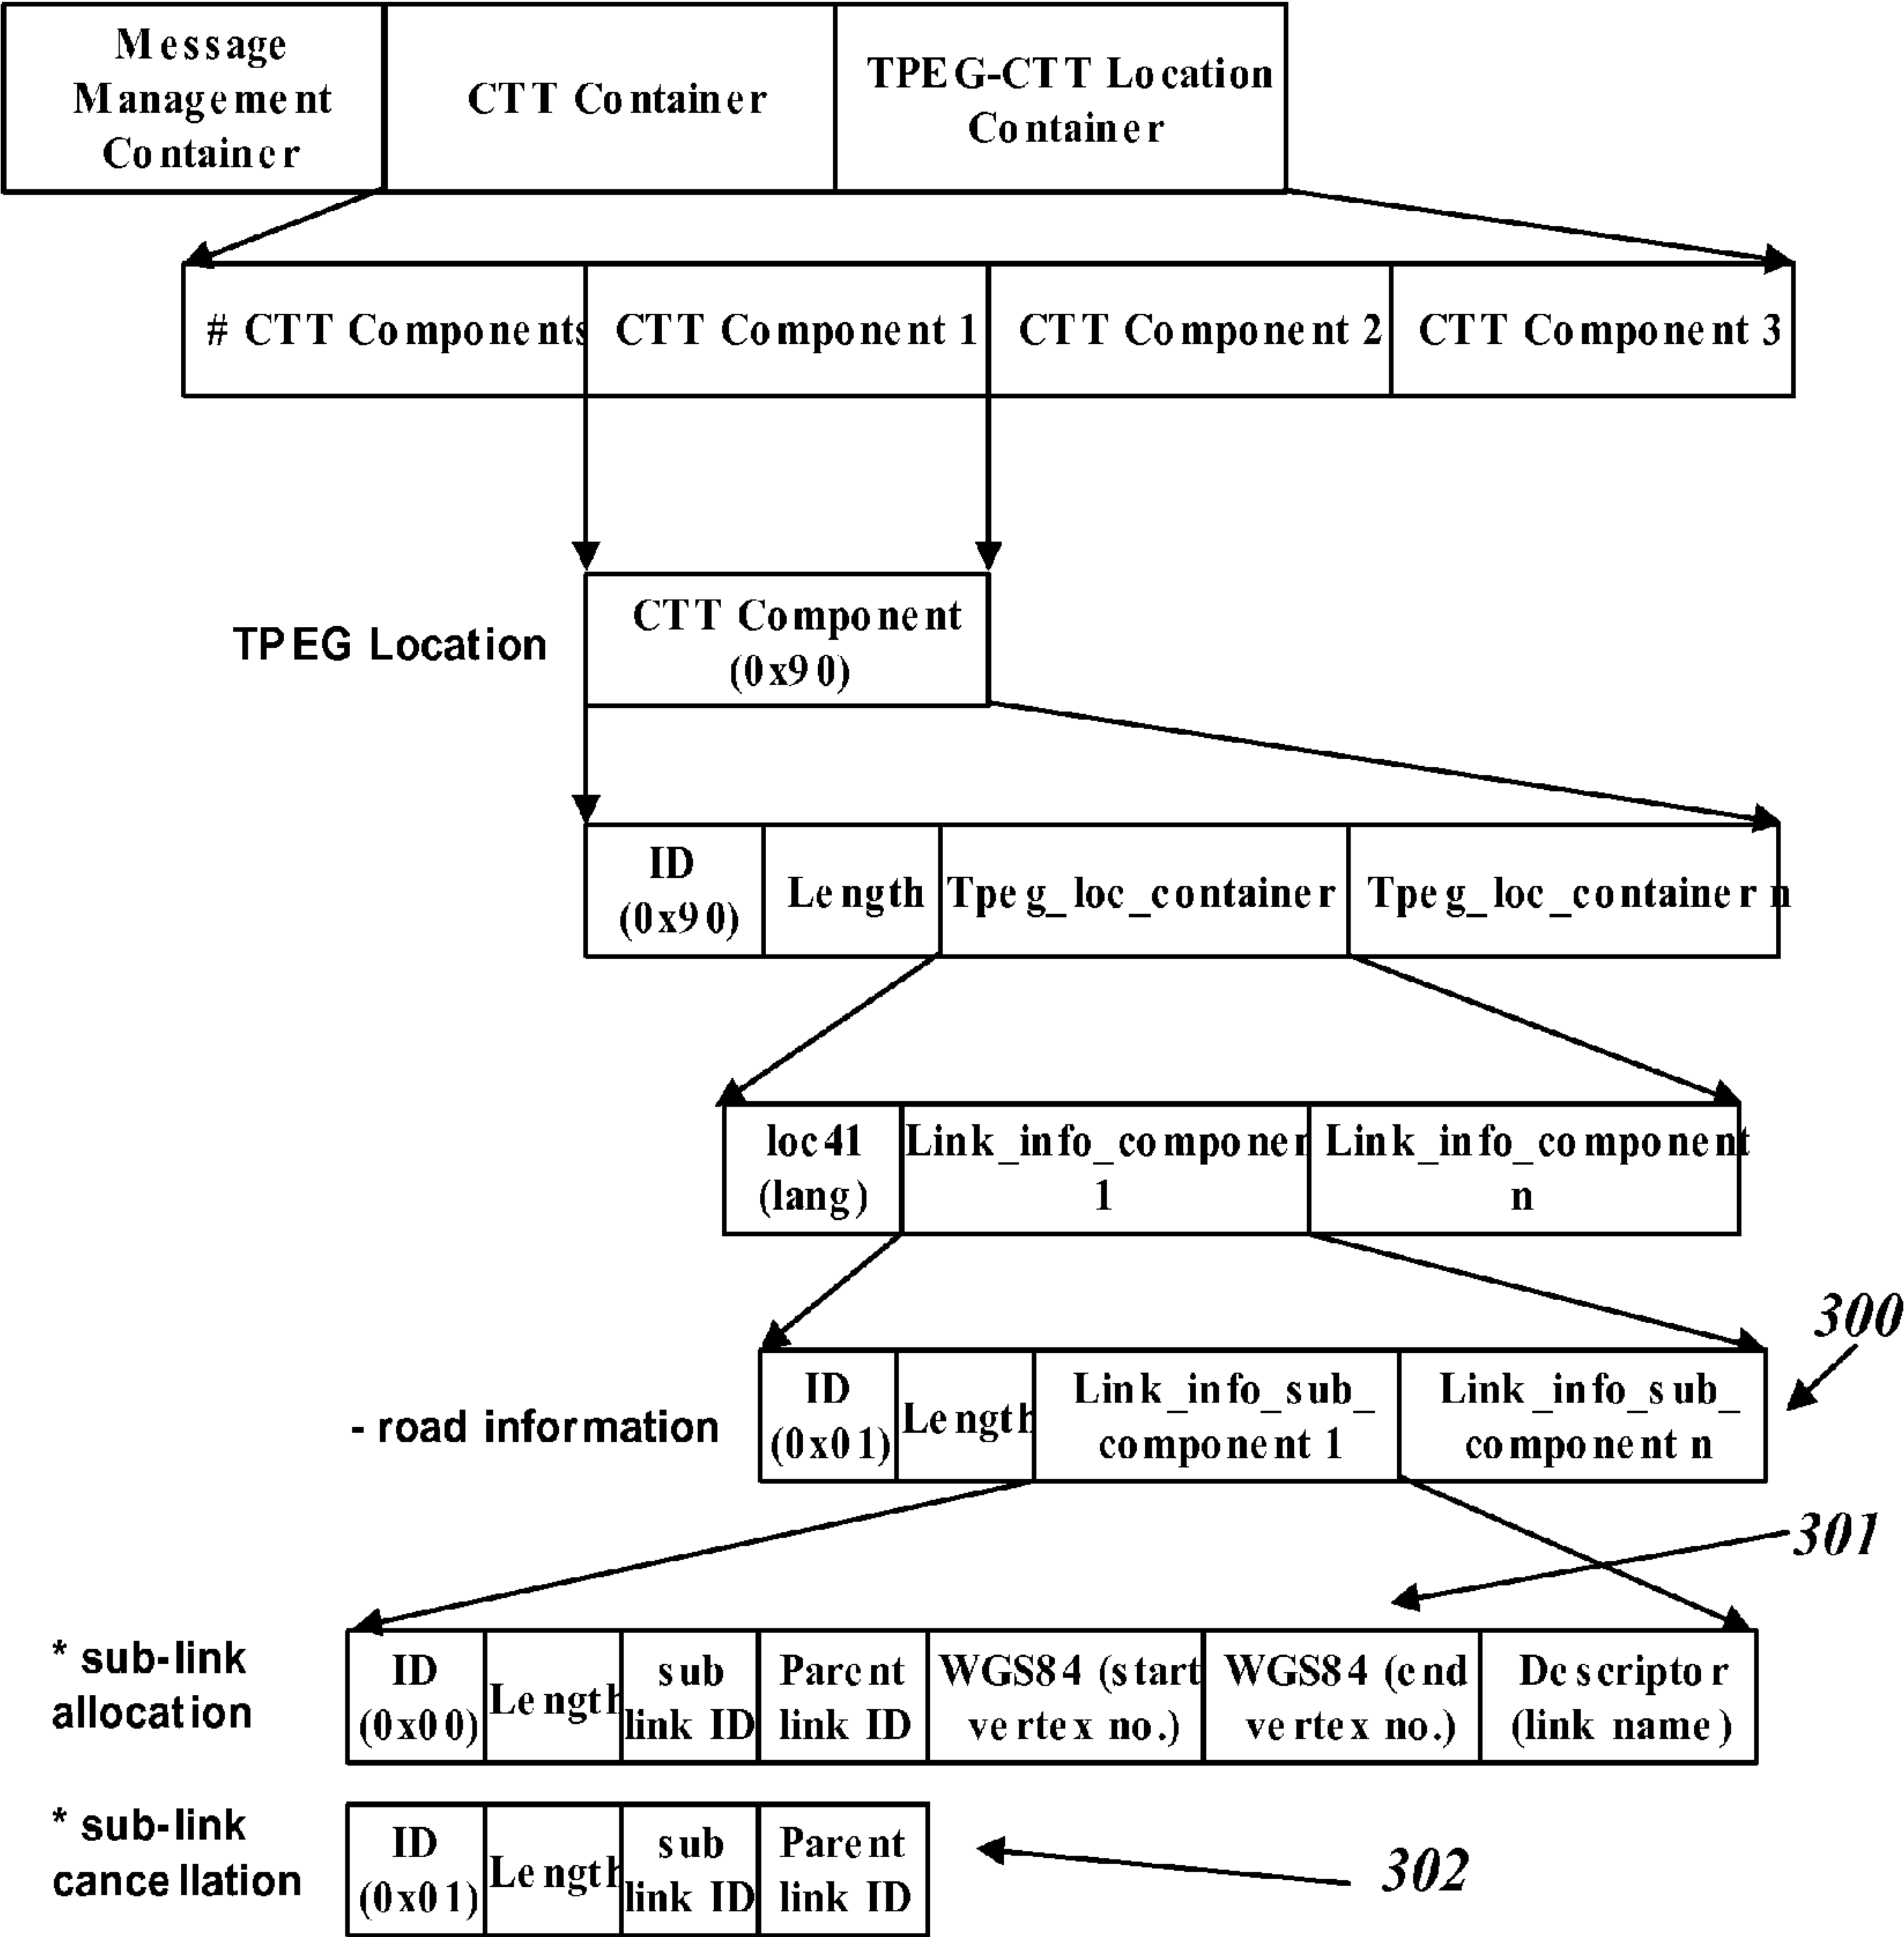 Message
Management
Container
CTT Container
TPEG-CTT Location
Container
# CTT Components
CTT Component 1
CTT Component 2
CTT Component 3
TPEG Location
CTT Component
(0x90)
ID
(0x90)
Length
Tpeg_loc_container
Tpeg_loc_container n
loc41
(lang)
Link_info_componen
1
Link_info_component
n
300
- road information
ID
(0x01)
Length
Link_info_sub_
component 1
Link_info_sub_
component n
301
* sub-link
allocation
ID
(0x00)
Length
sub
link ID
Parent
link ID
WGS84 (start
vertex no.)
WGS84 (end
vertex no.)
Descriptor
(link name)
* sub-link
cancellation
ID
(0x01)
Length
sub
link ID
Parent
link ID
302